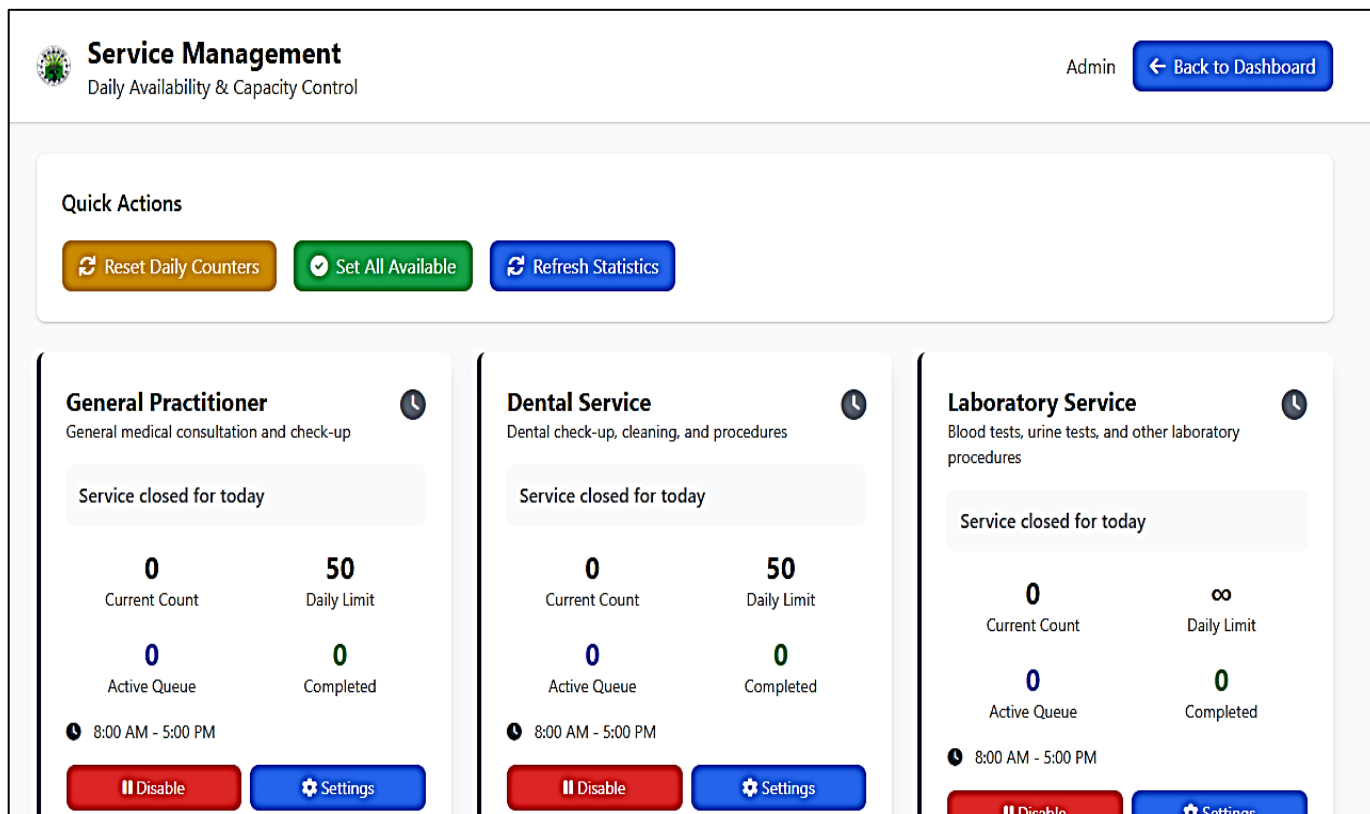 Service Management
Daily Availability & Capacity Control
Admin
Back to Dashboard
Quick Actions
Reset Daily Counters
Set All Available
Refresh Statistics
General Practitioner
General medical consultation and check-up
Service closed for today
0 50
Current Count Daily Limit
0 0
Active Queue Completed
8:00 AM - 5:00 PM
Disable Settings
Dental Service
Dental check-up, cleaning, and procedures
Service closed for today
0 50
Current Count Daily Limit
0 0
Active Queue Completed
8:00 AM - 5:00 PM
Disable Settings
Laboratory Service
Blood tests, urine tests, and other laboratory
procedures
Service closed for today
0 ∞
Current Count Daily Limit
0 0
Active Queue Completed
8:00 AM - 5:00 PM
Disable Settings